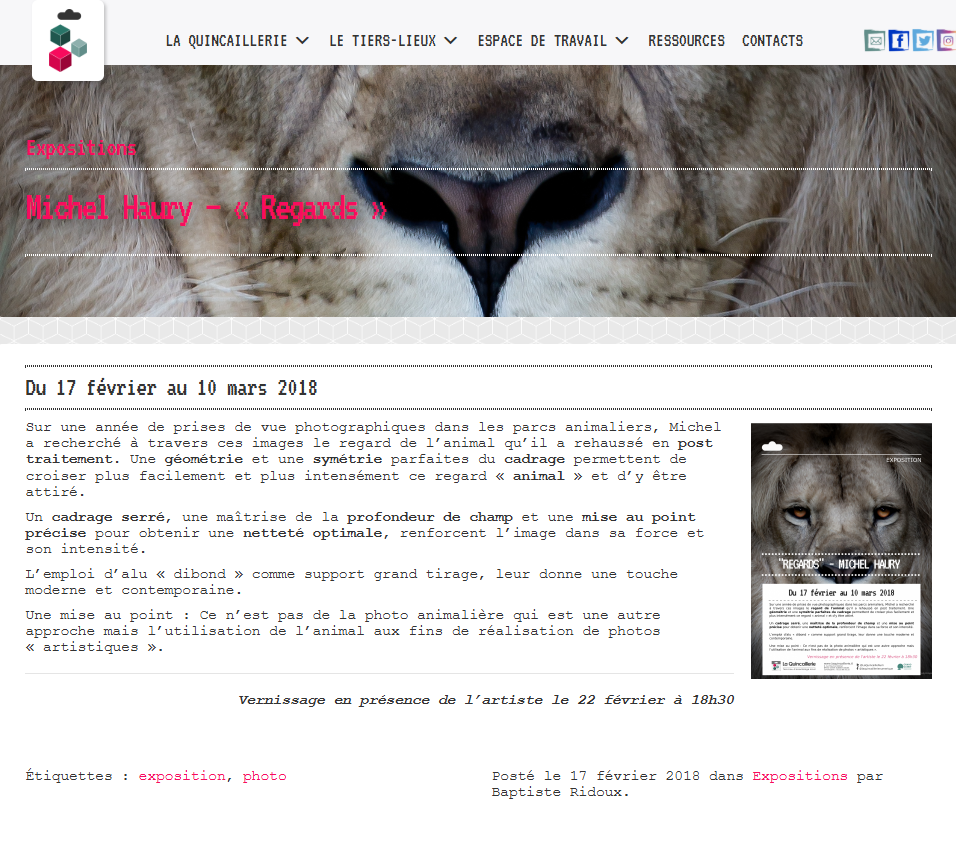 LA QUINCAILLERIE LE TIERS-LIEUX ESPACE DE TRAVAIL RESSOURCES CONTACTS
Expositions
Michel Haury – « Regards »
Du 17 février au 10 mars 2018
Sur une année de prises de vue photographiques dans les parcs animaliers, Michel
a recherché à travers ces images le regard de l’animal qu’il a rehaussé en post
traitement. Une géométrie et une symétrie parfaites du cadrage permettent de
croiser plus facilement et plus intensément ce regard « animal » et d’y être
attiré.
Un cadrage serré, une maîtrise de la profondeur de champ et une mise au point
précise pour obtenir une netteté optimale, renforcent l’image dans sa force et
son intensité.
L’emploi d’alu « dibond » comme support grand tirage, leur donne une touche
moderne et contemporaine.
Une mise au point : Ce n’est pas de la photo animalière qui est une autre
approche mais l’utilisation de l’animal aux fins de réalisation de photos
« artistiques ».
Vernissage en présence de l’artiste le 22 février à 18h30
EXPOSITION
"REGARDS" - MICHEL HAURY
Du 17 février au 10 mars 2018
Vernissage en présence de l'artiste le 22 février à 18h30
La Quincaillerie
Étiquettes : exposition, photo
Posté le 17 février 2018 dans Expositions par
Baptiste Ridoux.